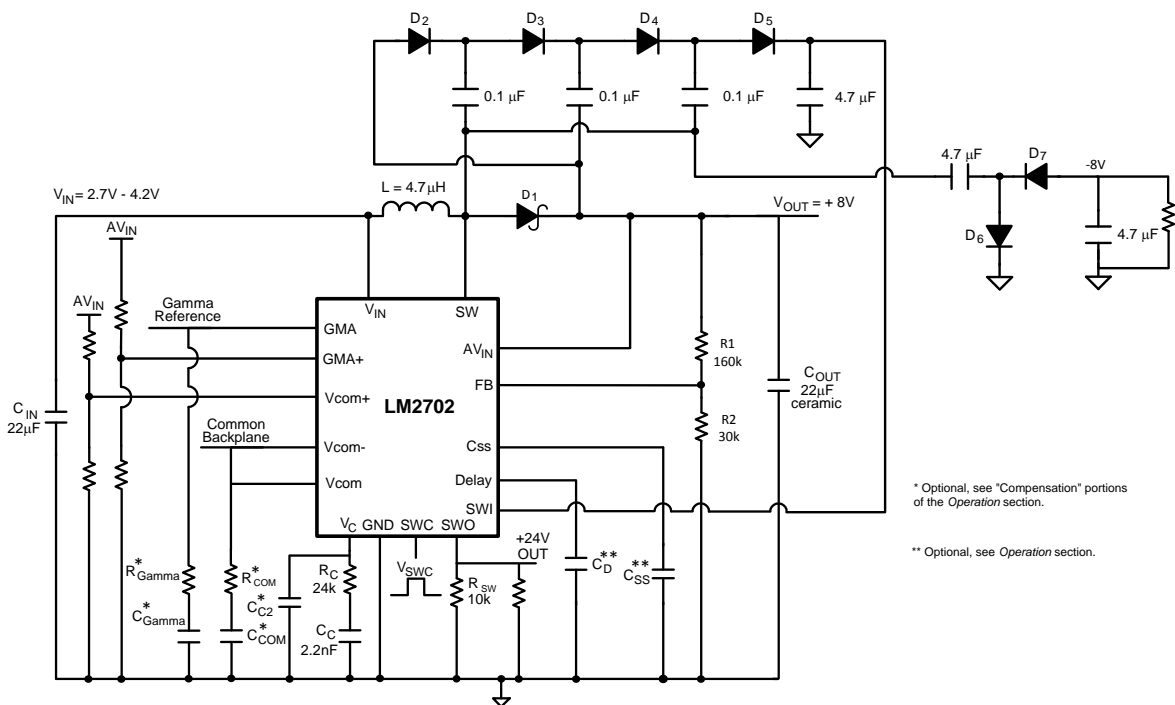 D2
D3
D4
D5
0.1 μF
0.1 μF
0.1 μF
4.7 μF
4.7 μF
D7
-8V
VIN = 2.7V - 4.2V
L = 4.7μH
D1
VOUT = + 8V
D6
4.7 μF
AVIN
AVIN
Gamma
Reference
VIN
SW
GMA
GMA+
Vcom+
Vcom-
Vcom
LM2702
AVIN
FB
Css
Delay
SWI
R1
160k
R2
30k
COUT
22μF
ceramic
CIN
22μF
Common
Backplane
VC
GND
SWC
SWO
+24V
OUT
VSWC
R*Gamma
C*Gamma
R*COM
C*COM
C*C2
RC
24k
CC
2.2nF
RSW
10k
C**D
C**SS
* Optional, see "Compensation" portions
of the Operation section.
** Optional, see Operation section.